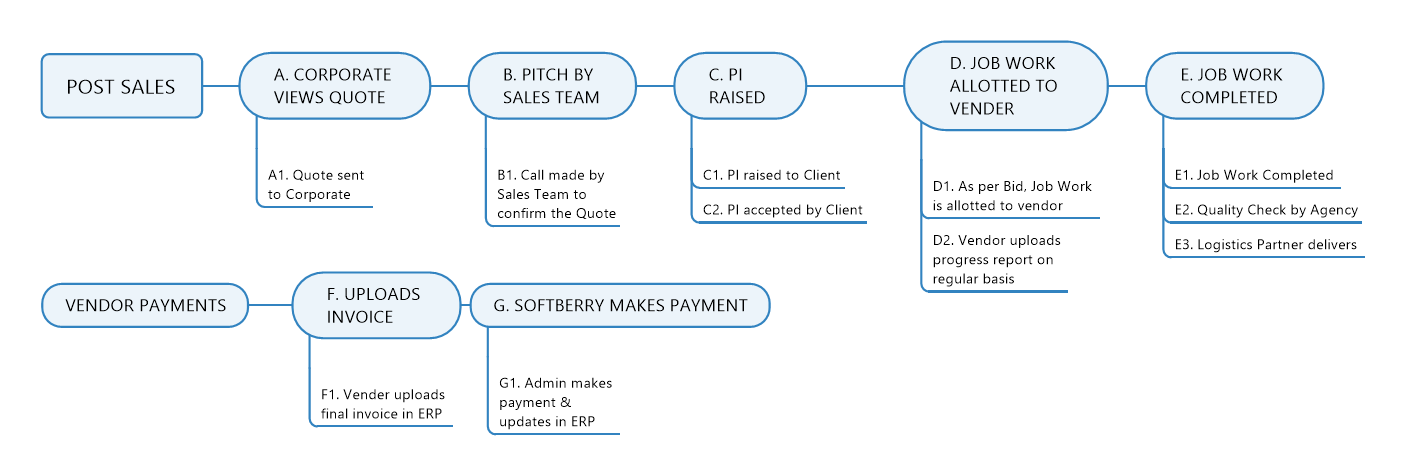 POST SALES
A. CORPORATE
VIEWS QUOTE
B. PITCH BY
SALES TEAM
C. PI
RAISED
D. JOB WORK
ALLOTTED TO
VENDER
E. JOB WORK
COMPLETED
A1. Quote sent
to Corporate
B1. Call made by
Sales Team to
confirm the Quote
C1. PI raised to Client
C2. PI accepted by Client
D1. As per Bid, Job Work
is allotted to vendor
D2. Vendor uploads
progress report on
regular basis
E1. Job Work Completed
E2. Quality Check by Agency
E3. Logistics Partner delivers
VENDOR PAYMENTS
F. UPLOADS
INVOICE
G. SOFTBERRY MAKES PAYMENT
F1. Vender uploads
final invoice in ERP
G1. Admin makes
payment &
updates in ERP